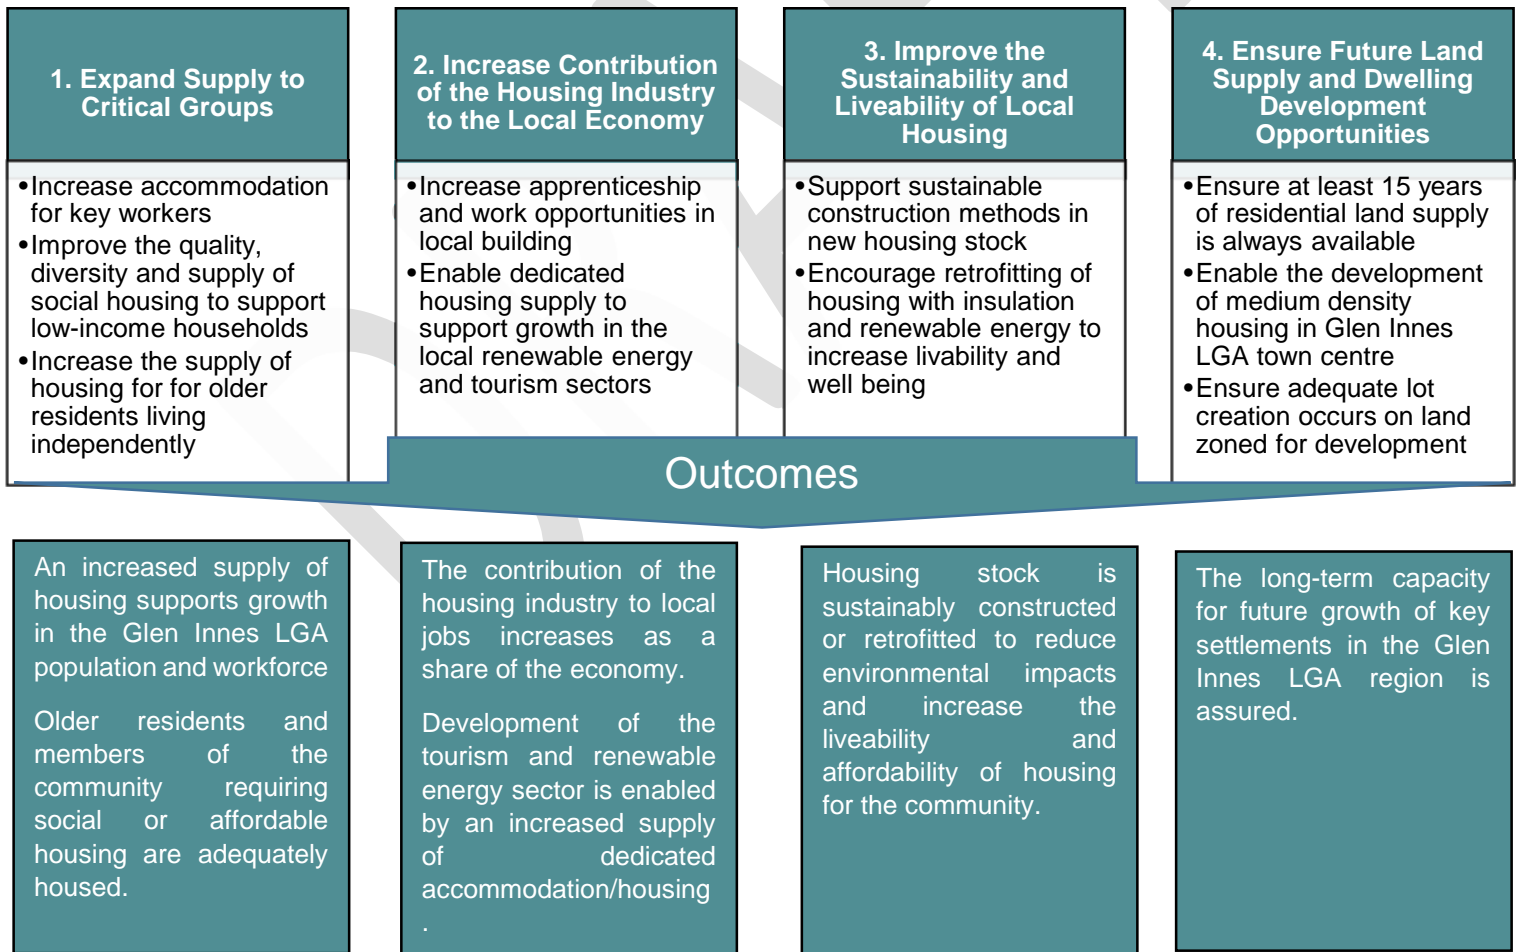 1. Expand Supply to
Critical Groups
•Increase accommodation
for key workers
•Improve the quality,
diversity and supply of
social housing to support
low-income households
•Increase the supply of
housing for for older
residents living
independently
2. Increase Contribution
of the Housing Industry
to the Local Economy
•Increase apprenticeship
and work opportunities in
local building
•Enable dedicated
housing supply to
support growth in the
local renewable energy
and tourism sectors
3. Improve the
Sustainability and
Liveability of Local
Housing
•Support sustainable
construction methods in
new housing stock
•Encourage retrofitting of
housing with insulation
and renewable energy to
increase livability and
well being
4. Ensure Future Land
Supply and Dwelling
Development
Opportunities
•Ensure at least 15 years
of residential land supply
is always available
•Enable the development
of medium density
housing in Glen Innes
LGA town centre
•Ensure adequate lot
creation occurs on land
zoned for development
Outcomes
An increased supply of
housing supports growth
in the Glen Innes LGA
population and workforce
Older residents and
members of the
community requiring
social or affordable
housing are adequately
housed.
The contribution of the
housing industry to local
jobs increases as a
share of the economy.
Development of the
tourism and renewable
energy sector is enabled
by an increased supply
of dedicated
accommodation/housing
.
Housing stock is
sustainably constructed
or retrofitted to reduce
environmental impacts
and increase the
liveability and
affordability of housing
for the community.
The long-term capacity
for future growth of key
settlements in the Glen
Innes LGA region is
assured.